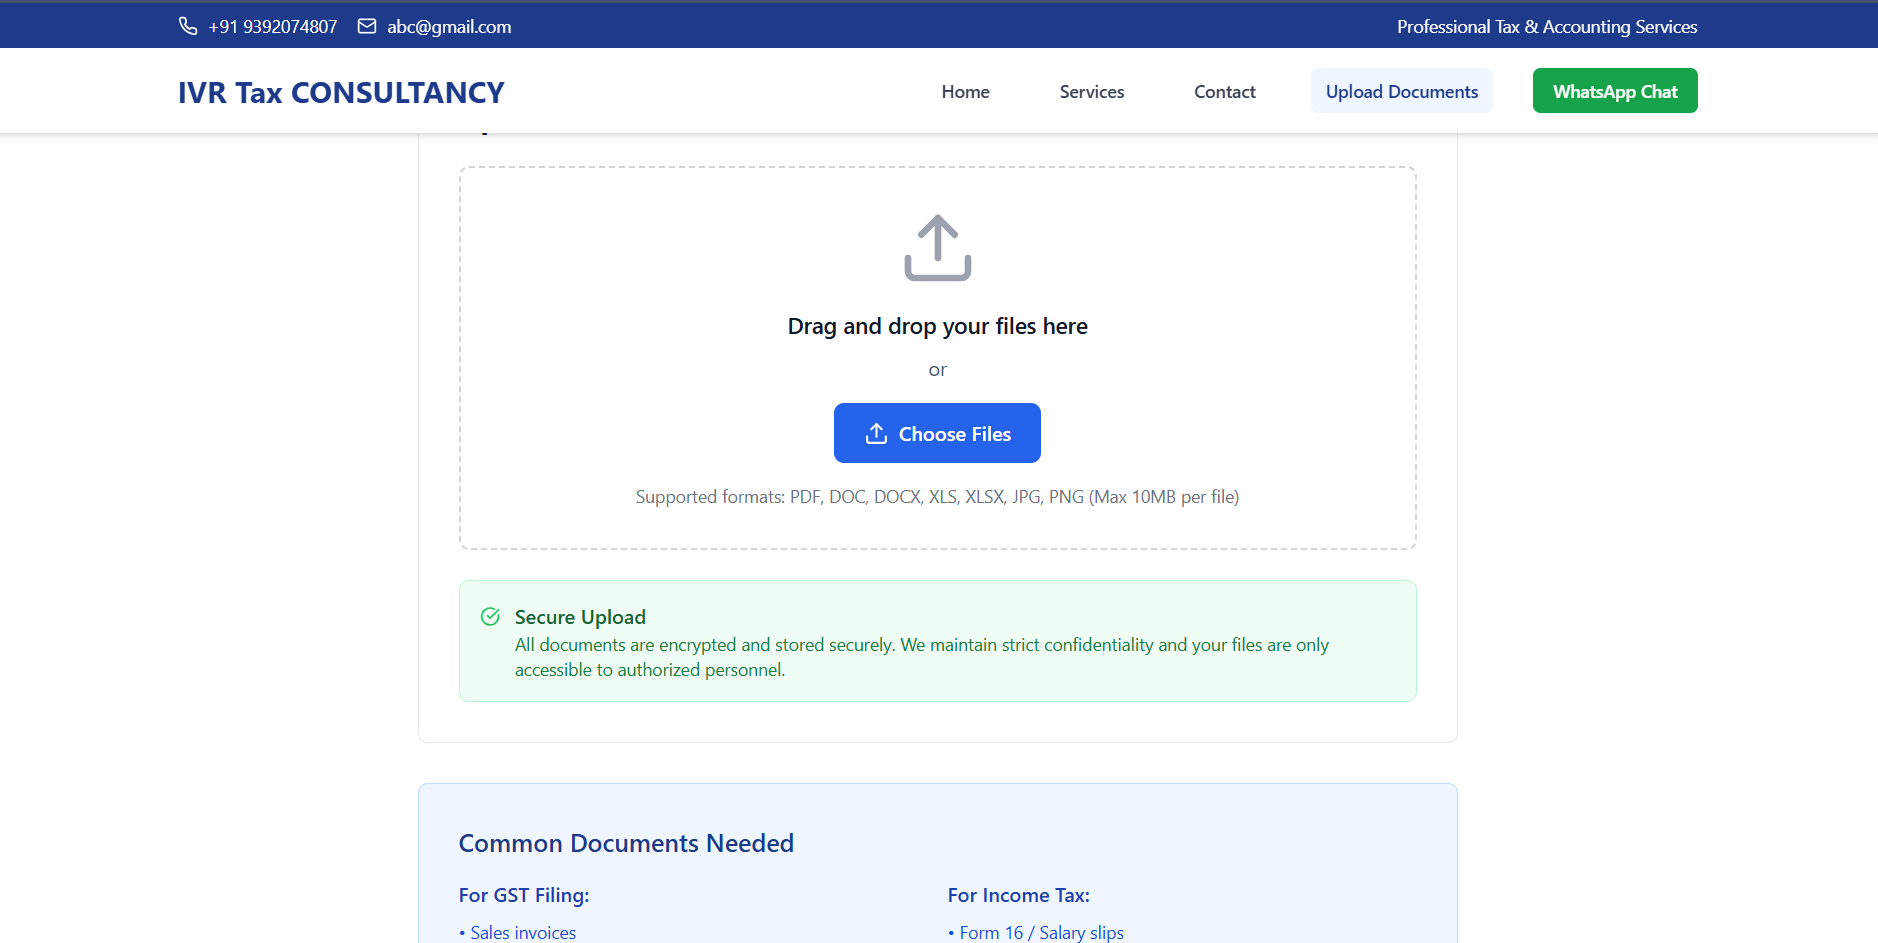 +91 9392074807 abc@gmail.com Professional Tax & Accounting Services
IVR Tax CONSULTANCY Home Services Contact Upload Documents WhatsApp Chat
Drag and drop your files here
or
Choose Files
Supported formats: PDF, DOC, DOCX, XLS, XLSX, JPG, PNG (Max 10MB per file)
Secure Upload
All documents are encrypted and stored securely. We maintain strict confidentiality and your files are only
accessible to authorized personnel.
Common Documents Needed
For GST Filing:
• Sales invoices
For Income Tax:
• Form 16 / Salary slips